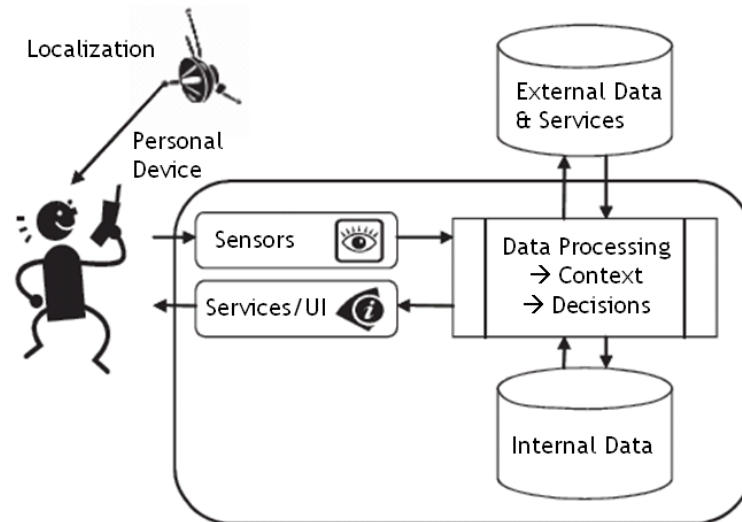 Localization
Personal
Device
External Data
& Services
Sensors
Data Processing
→ Context
→ Decisions
Services/UI
i
Internal Data